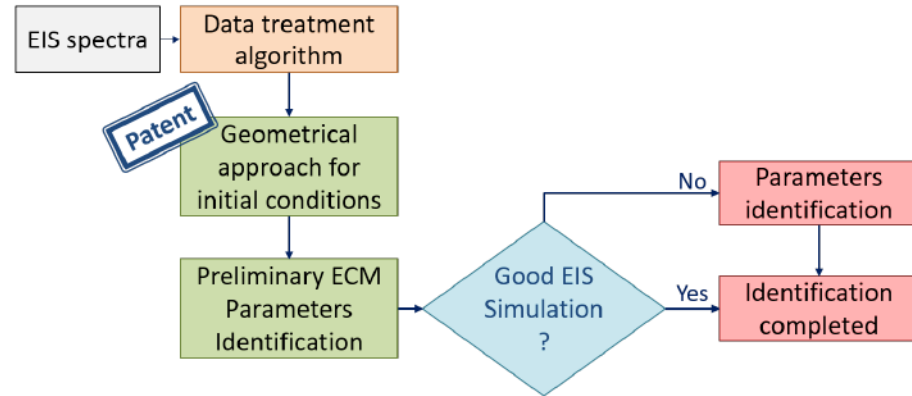 EIS spectra
Data treatment
algorithm
Patent
Geometrical
approach for
initial conditions
Preliminary ECM
Parameters
Identification
Good EIS
Simulation
?
No
Parameters
identification
Yes
Identification
completed